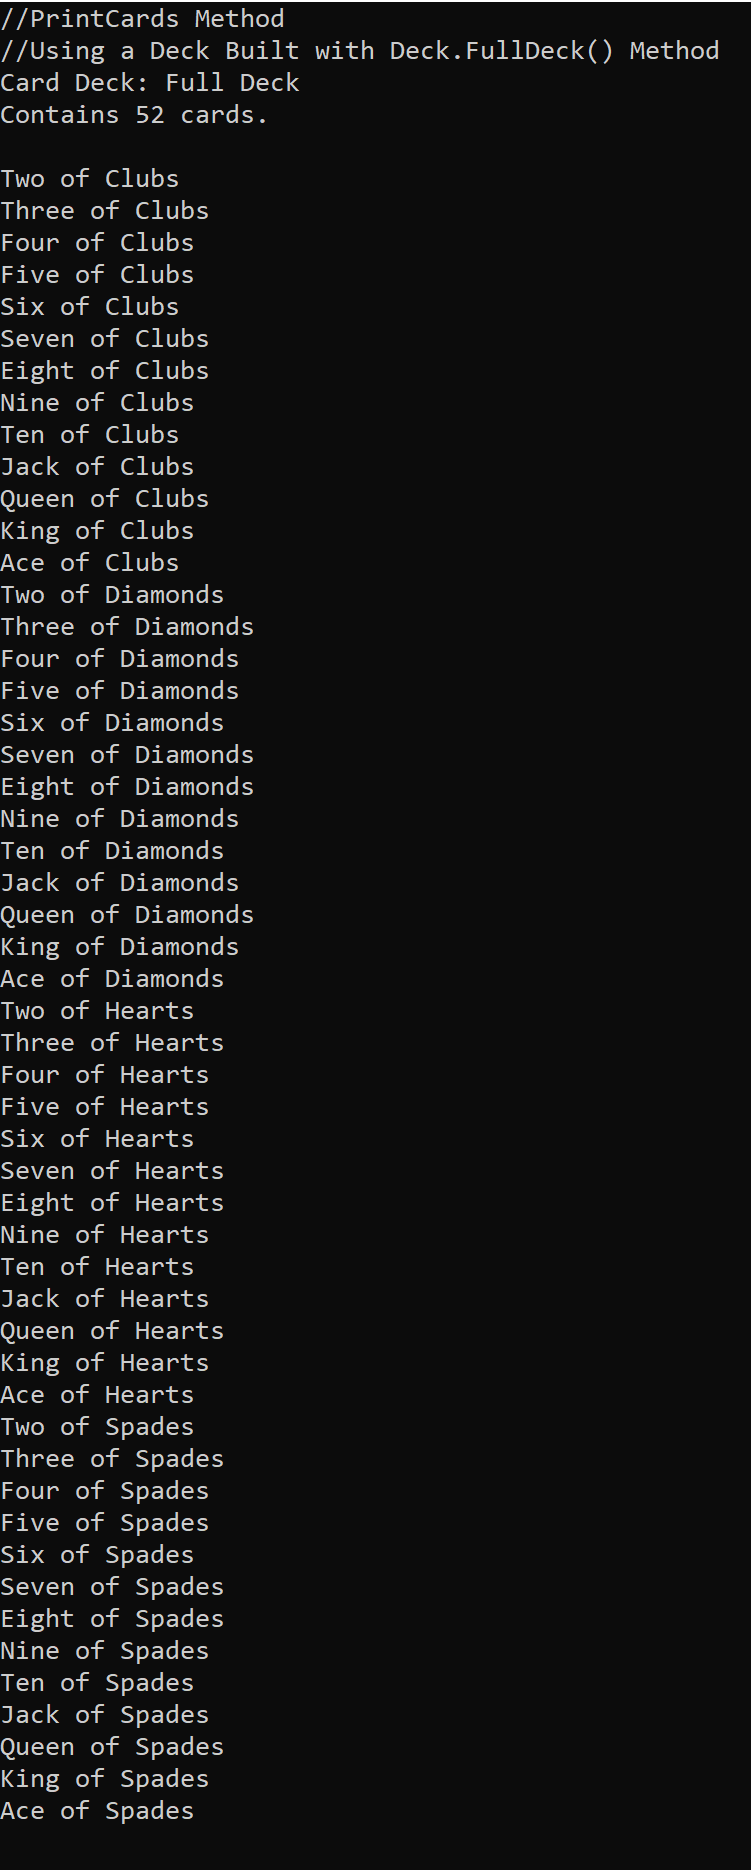 //PrintCards Method
//Using a Deck Built with Deck.FullDeck() Method
Card Deck: Full Deck
Contains 52 cards.

Two of Clubs
Three of Clubs
Four of Clubs
Five of Clubs
Six of Clubs
Seven of Clubs
Eight of Clubs
Nine of Clubs
Ten of Clubs
Jack of Clubs
Queen of Clubs
King of Clubs
Ace of Clubs
Two of Diamonds
Three of Diamonds
Four of Diamonds
Five of Diamonds
Six of Diamonds
Seven of Diamonds
Eight of Diamonds
Nine of Diamonds
Ten of Diamonds
Jack of Diamonds
Queen of Diamonds
King of Diamonds
Ace of Diamonds
Two of Hearts
Three of Hearts
Four of Hearts
Five of Hearts
Six of Hearts
Seven of Hearts
Eight of Hearts
Nine of Hearts
Ten of Hearts
Jack of Hearts
Queen of Hearts
King of Hearts
Ace of Hearts
Two of Spades
Three of Spades
Four of Spades
Five of Spades
Six of Spades
Seven of Spades
Eight of Spades
Nine of Spades
Ten of Spades
Jack of Spades
Queen of Spades
King of Spades
Ace of Spades